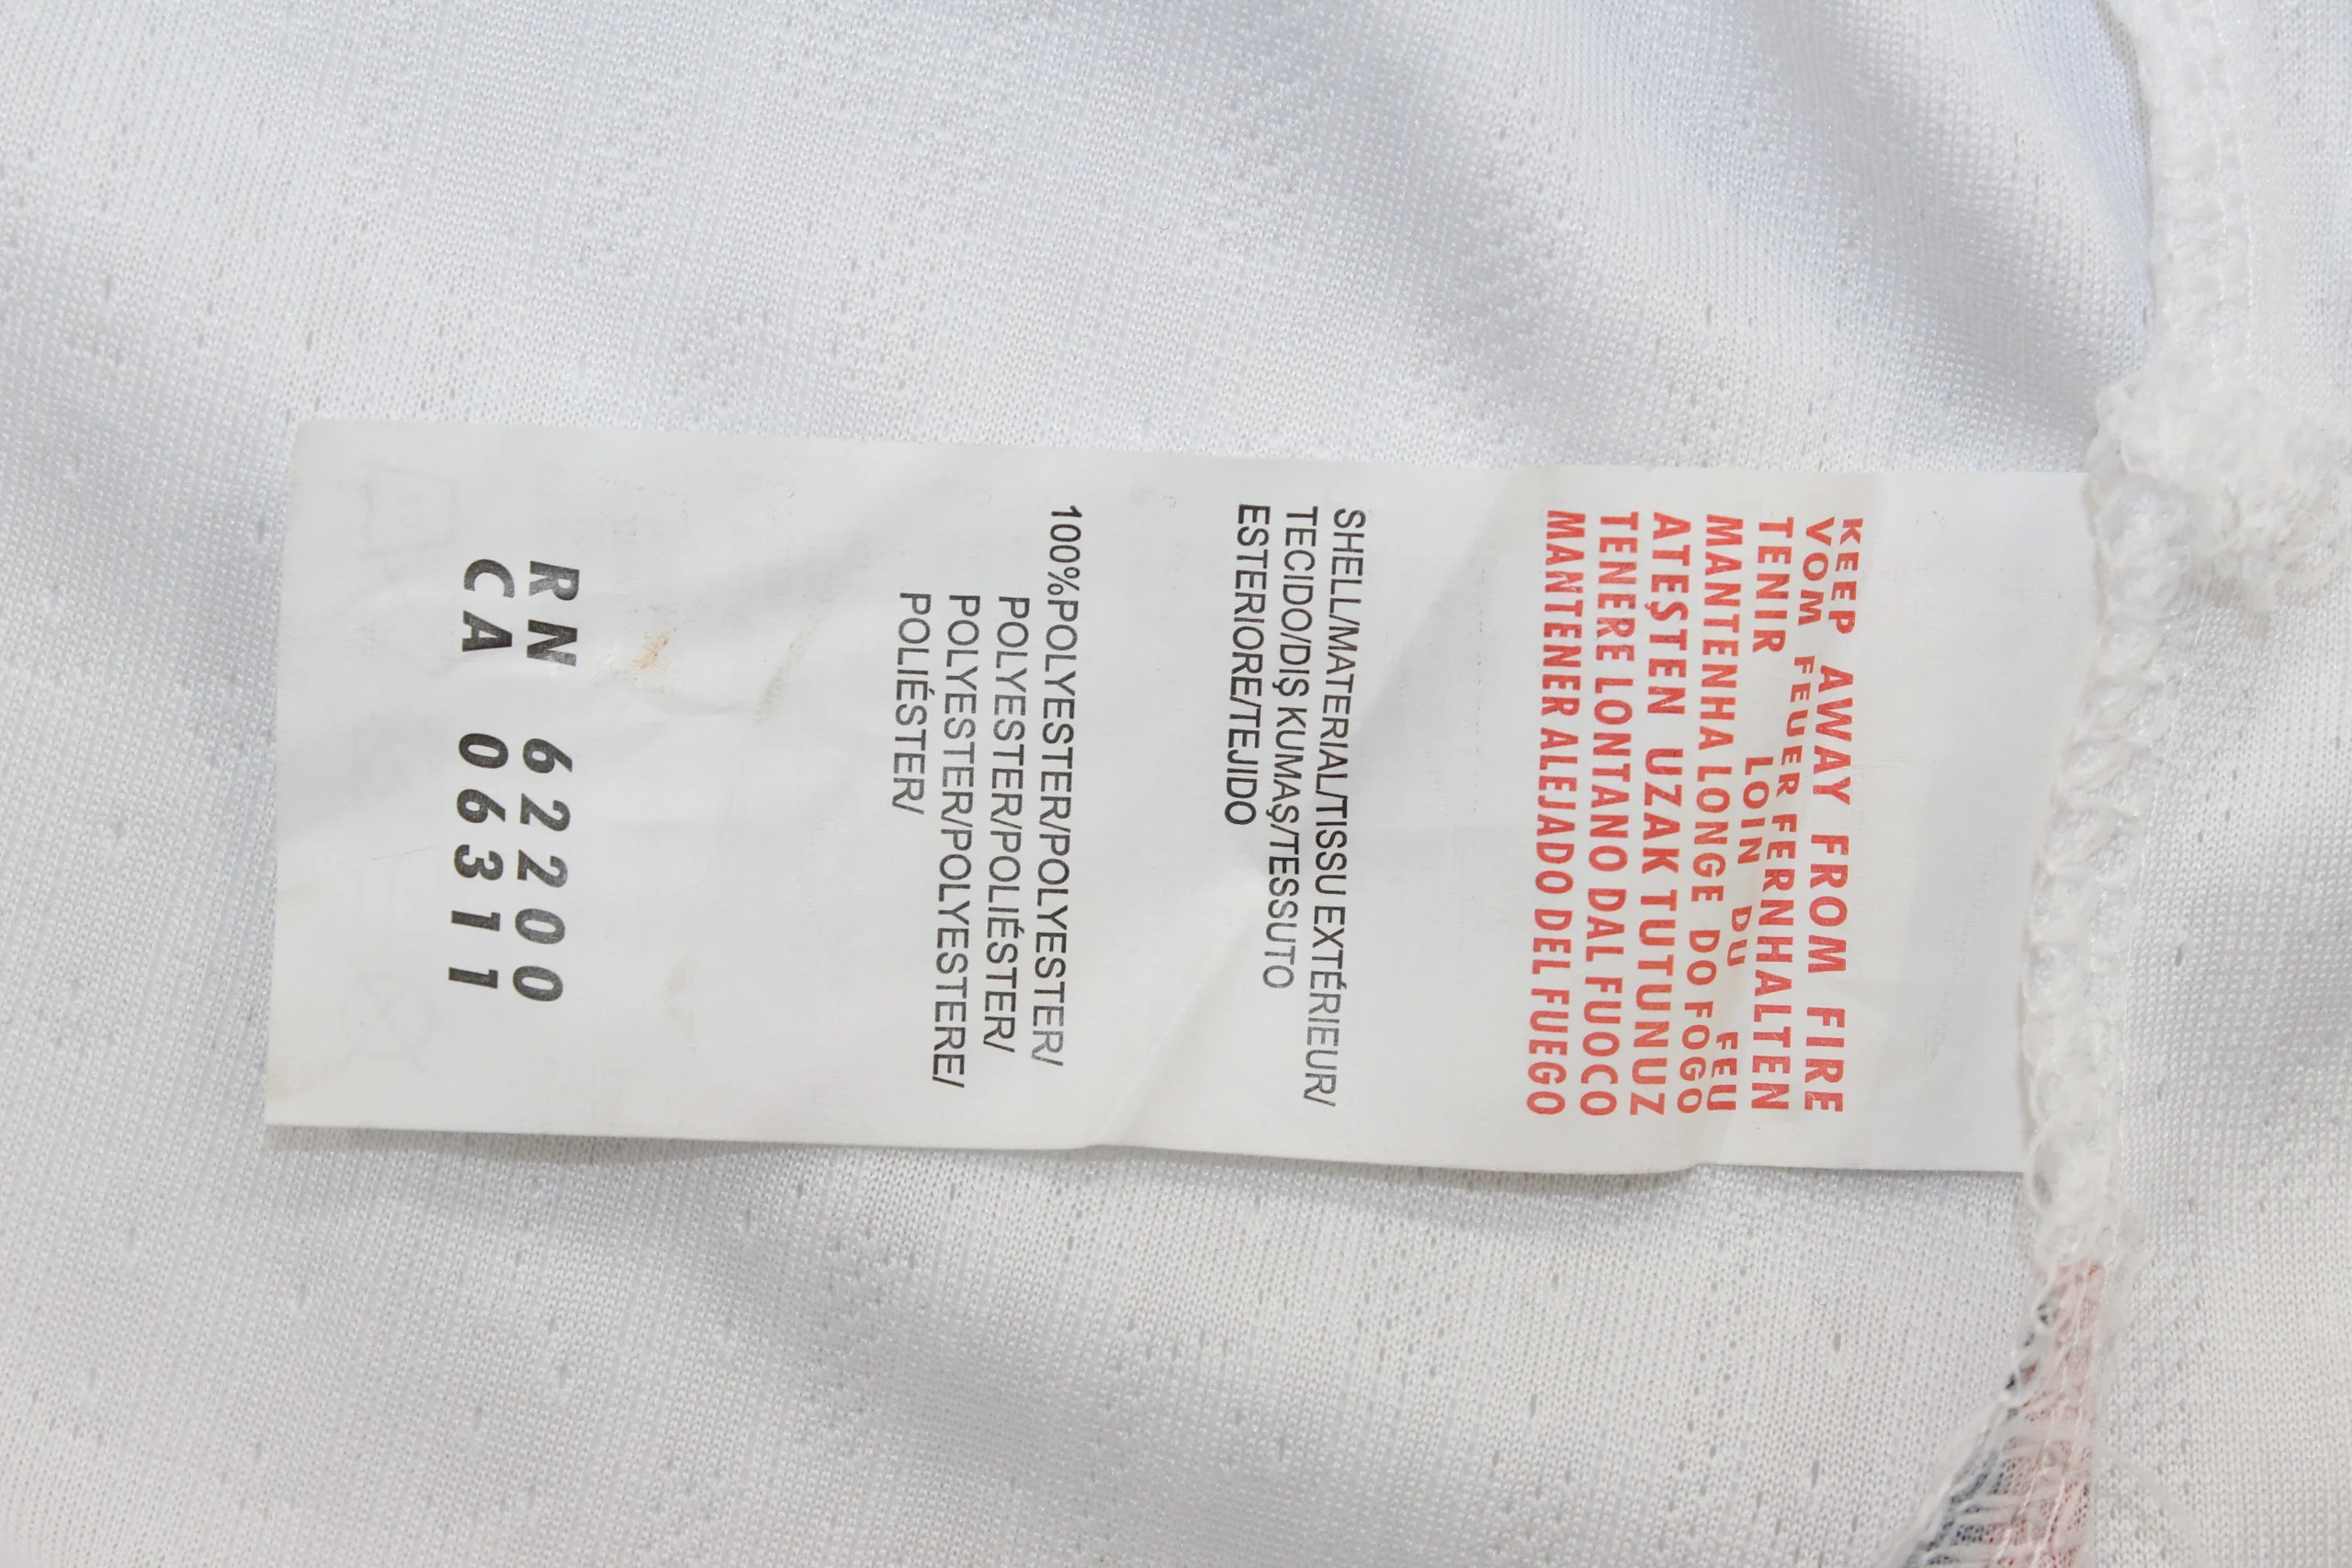 KEEP AWAY FROM FIRE
VOM FEUER FERNHALTEN
TENIR LOIN DU FEU
MANTENHA LONGE DO FOGO
ATEŞTEN UZAK TUTUNUZ
TENERE LONTANO DAL FUOCO
MANTENER ALEJADO DEL FUEGO
SHELL/MATERIAL/TISSU EXTÉRIEUR/
TECIDO/DIŞ KUMAŞ/TESSUTO
ESTERIORE/TEJIDO
100%POLYESTER/POLYESTER/
POLYESTER/POLIÉSTER/
POLYESTER/POLYESTERE/
POLIÉSTER/
RN 62200
CA 06311